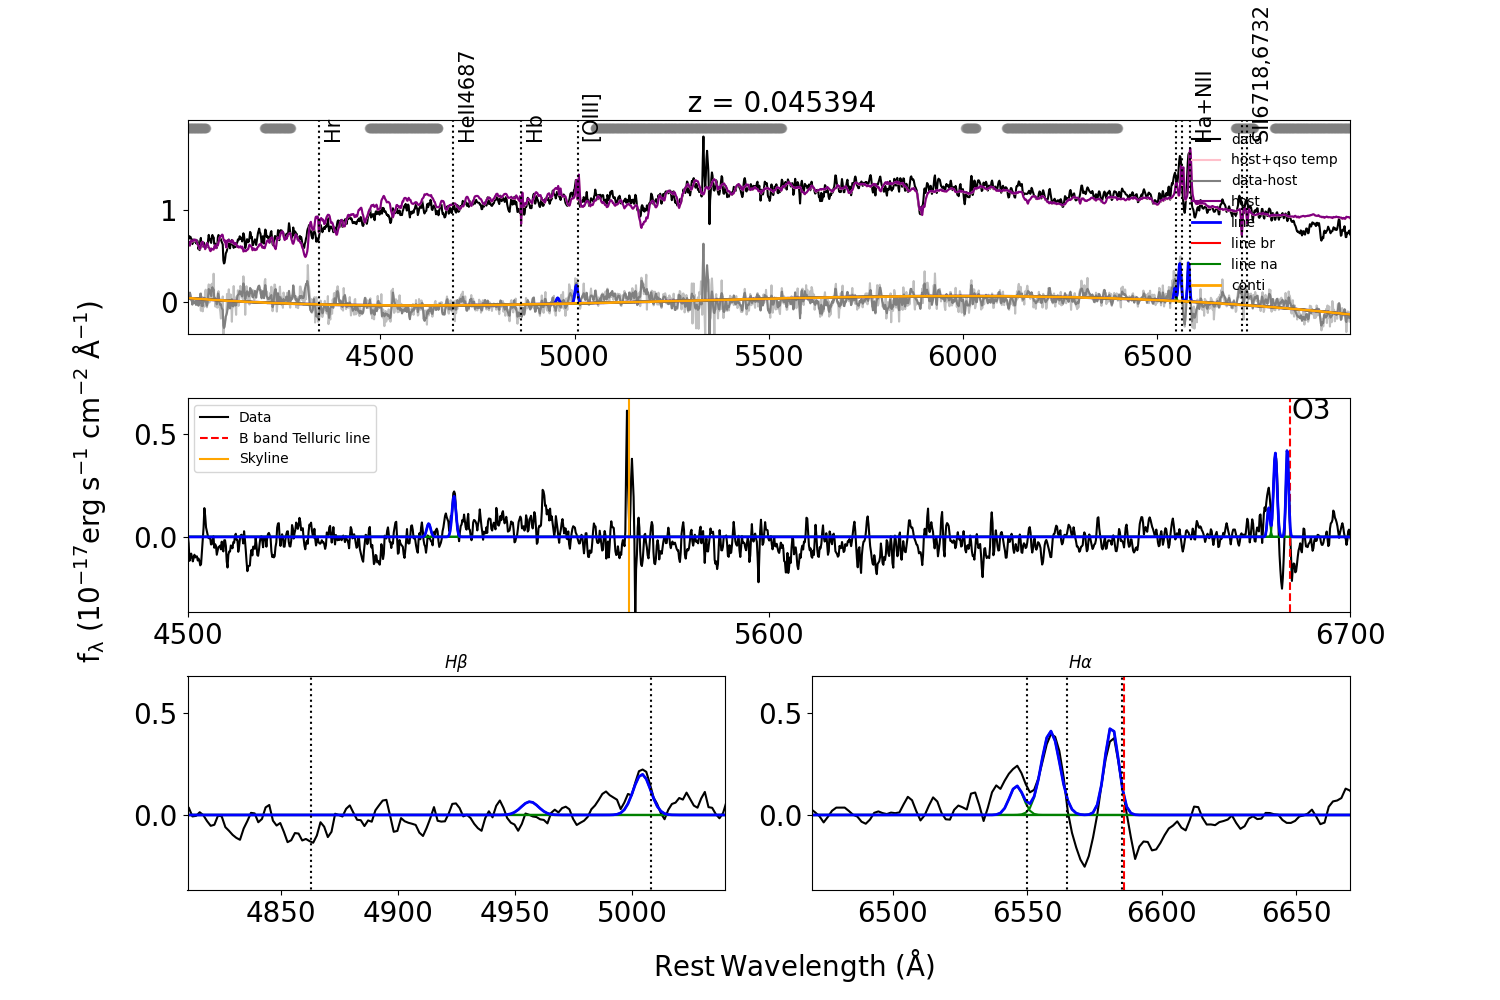 z = 0.045394
Hr
HeII4687
Hb
[OIII]
Ha+NII
SII6718,6732
data
host+qso temp
data-host
host
line
line br
line na
conti
1
0
4500
5000
5500
6000
6500
Data
B band Telluric line
Skyline
O3
0.5
0.0
4500
5600
6700
fλ (10⁻¹⁷erg s⁻¹ cm⁻² Å⁻¹)
Hβ
0.5
0.0
4850
4900
4950
5000
Hα
0.5
0.0
6500
6550
6600
6650
Rest Wavelength (Å)